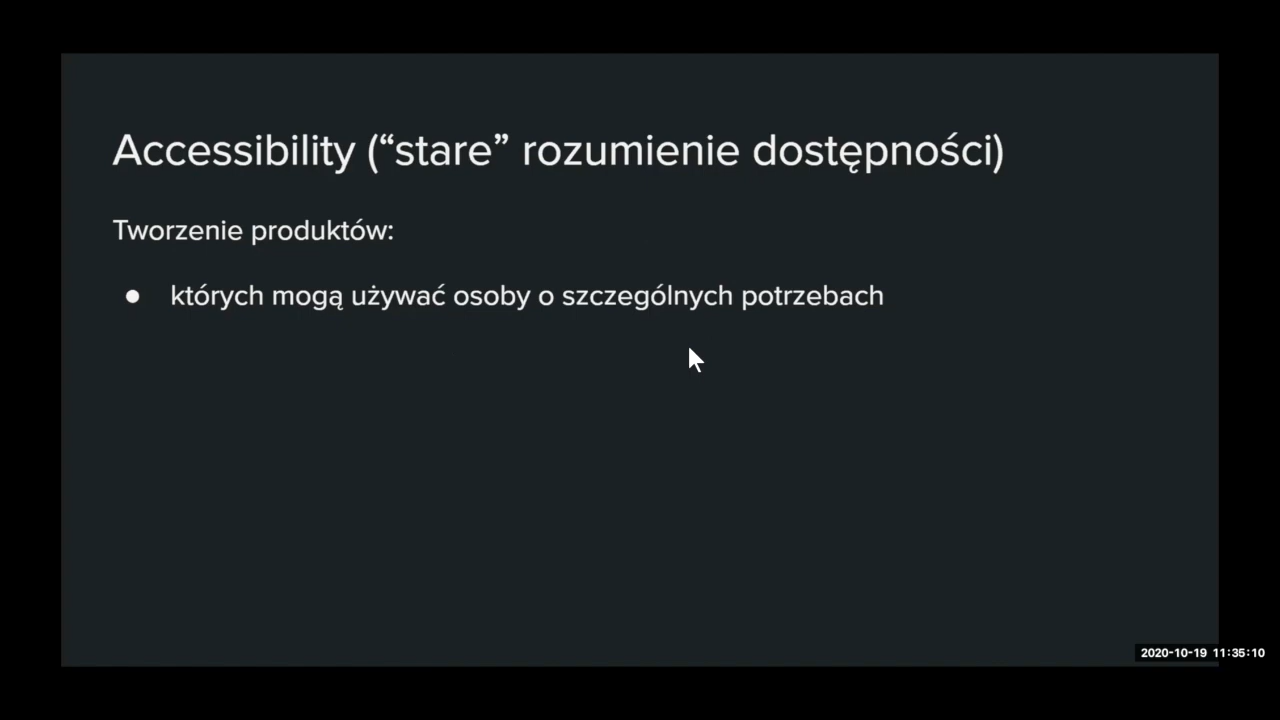 Accessibility (“stare” rozumienie dostępności)
Tworzenie produktów:
● których mogą używać osoby o szczególnych potrzebach
2020-10-19 11:35:10